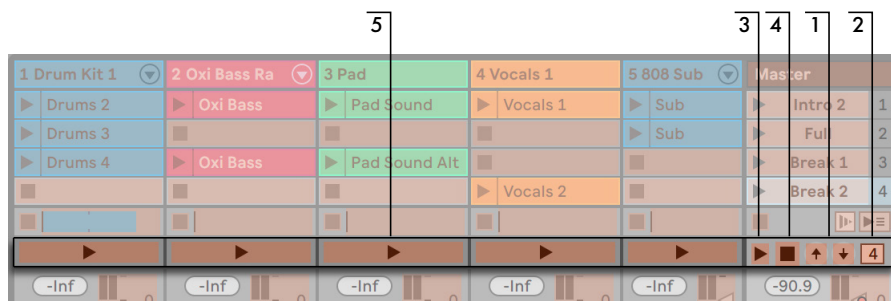 5 3 4 1 2
1 Drum Kit 1 2 Oxi Bass Ra 3 Pad 4 Vocals 1 5 808 Sub Master
Drums 2 Oxi Bass Pad Sound Vocals 1 Sub Intro 2 1
Drums 3 Sub Full 2
Drums 4 Oxi Bass Pad Sound Alt Break 1 3
Vocals 2 Break 2 4
4
-Inf -Inf -Inf -Inf -Inf -90.9